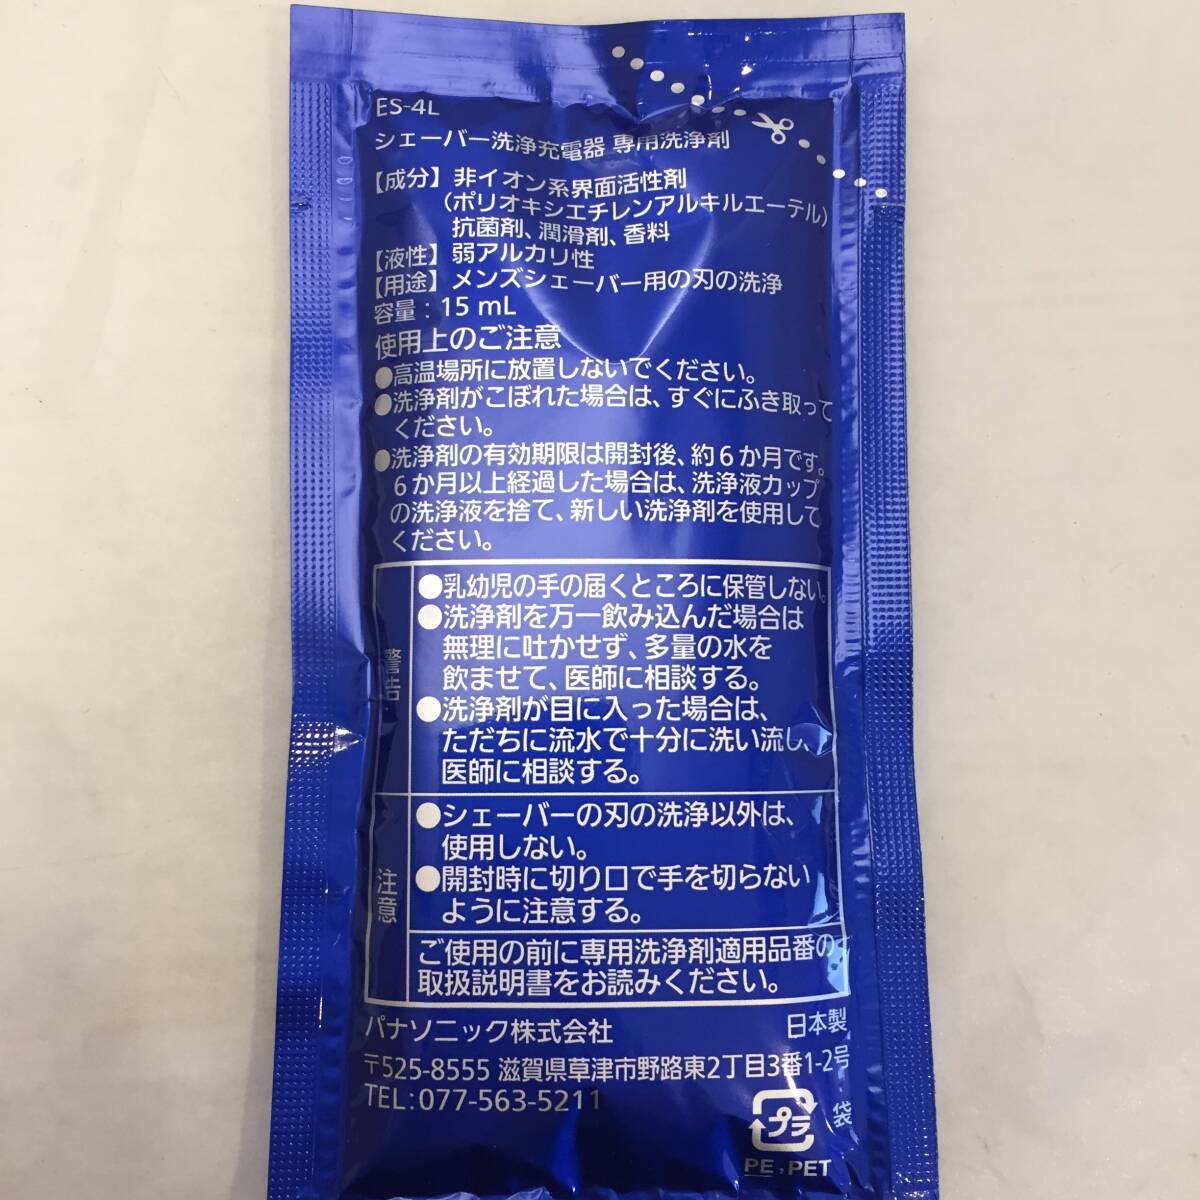 ES-4L
シェーバー洗浄充電器 専用洗浄剤
【成分】 非イオン系界面活性剤
(ポリオキシエチレンアルキルエーテル)
抗菌剤、潤滑剤、香料
【液性】 弱アルカリ性
【用途】 メンズシェーバー用の刃の洗浄
容量：15 mL
使用上のご注意
●高温場所に放置しないでください。
●洗浄剤がこぼれた場合は、すぐにふき取って
ください。
●洗浄剤の有効期限は開封後、約6か月です。
6か月以上経過した場合は、洗浄液カップ
の洗浄液を捨て、新しい洗浄剤を使用して
ください。
警告
●乳幼児の手の届くところに保管しない。
●洗浄剤を万一飲み込んだ場合は
無理に吐かせず、多量の水を
飲ませて、医師に相談する。
●洗浄剤が目に入った場合は、
ただちに流水で十分に洗い流し、
医師に相談する。
注意
●シェーバーの刃の洗浄以外は、
使用しない。
●開封時に切り口で手を切らない
ように注意する。
ご使用の前に専用洗浄剤適用品番の
取扱説明書をお読みください。
パナソニック株式会社 日本製
〒525-8555 滋賀県草津市野路東2丁目3番1-2号
TEL:077-563-5211
プラ 袋
PE,PET